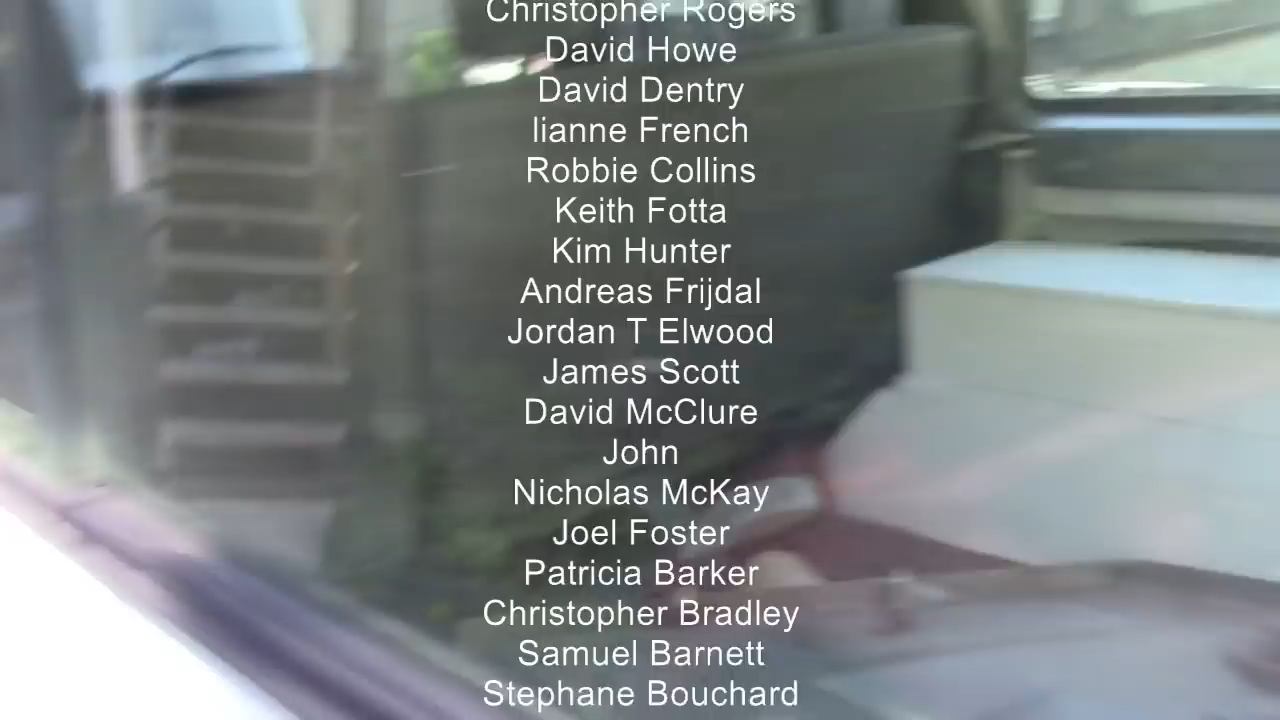 Christopher Rogers
David Howe
David Dentry
lianne French
Robbie Collins
Keith Fotta
Kim Hunter
Andreas Frijdal
Jordan T Elwood
James Scott
David McClure
John
Nicholas McKay
Joel Foster
Patricia Barker
Christopher Bradley
Samuel Barnett
Stephane Bouchard